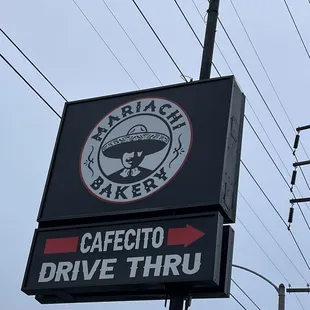 MARIACHI
BAKERY
CAFECITO
DRIVE THRU